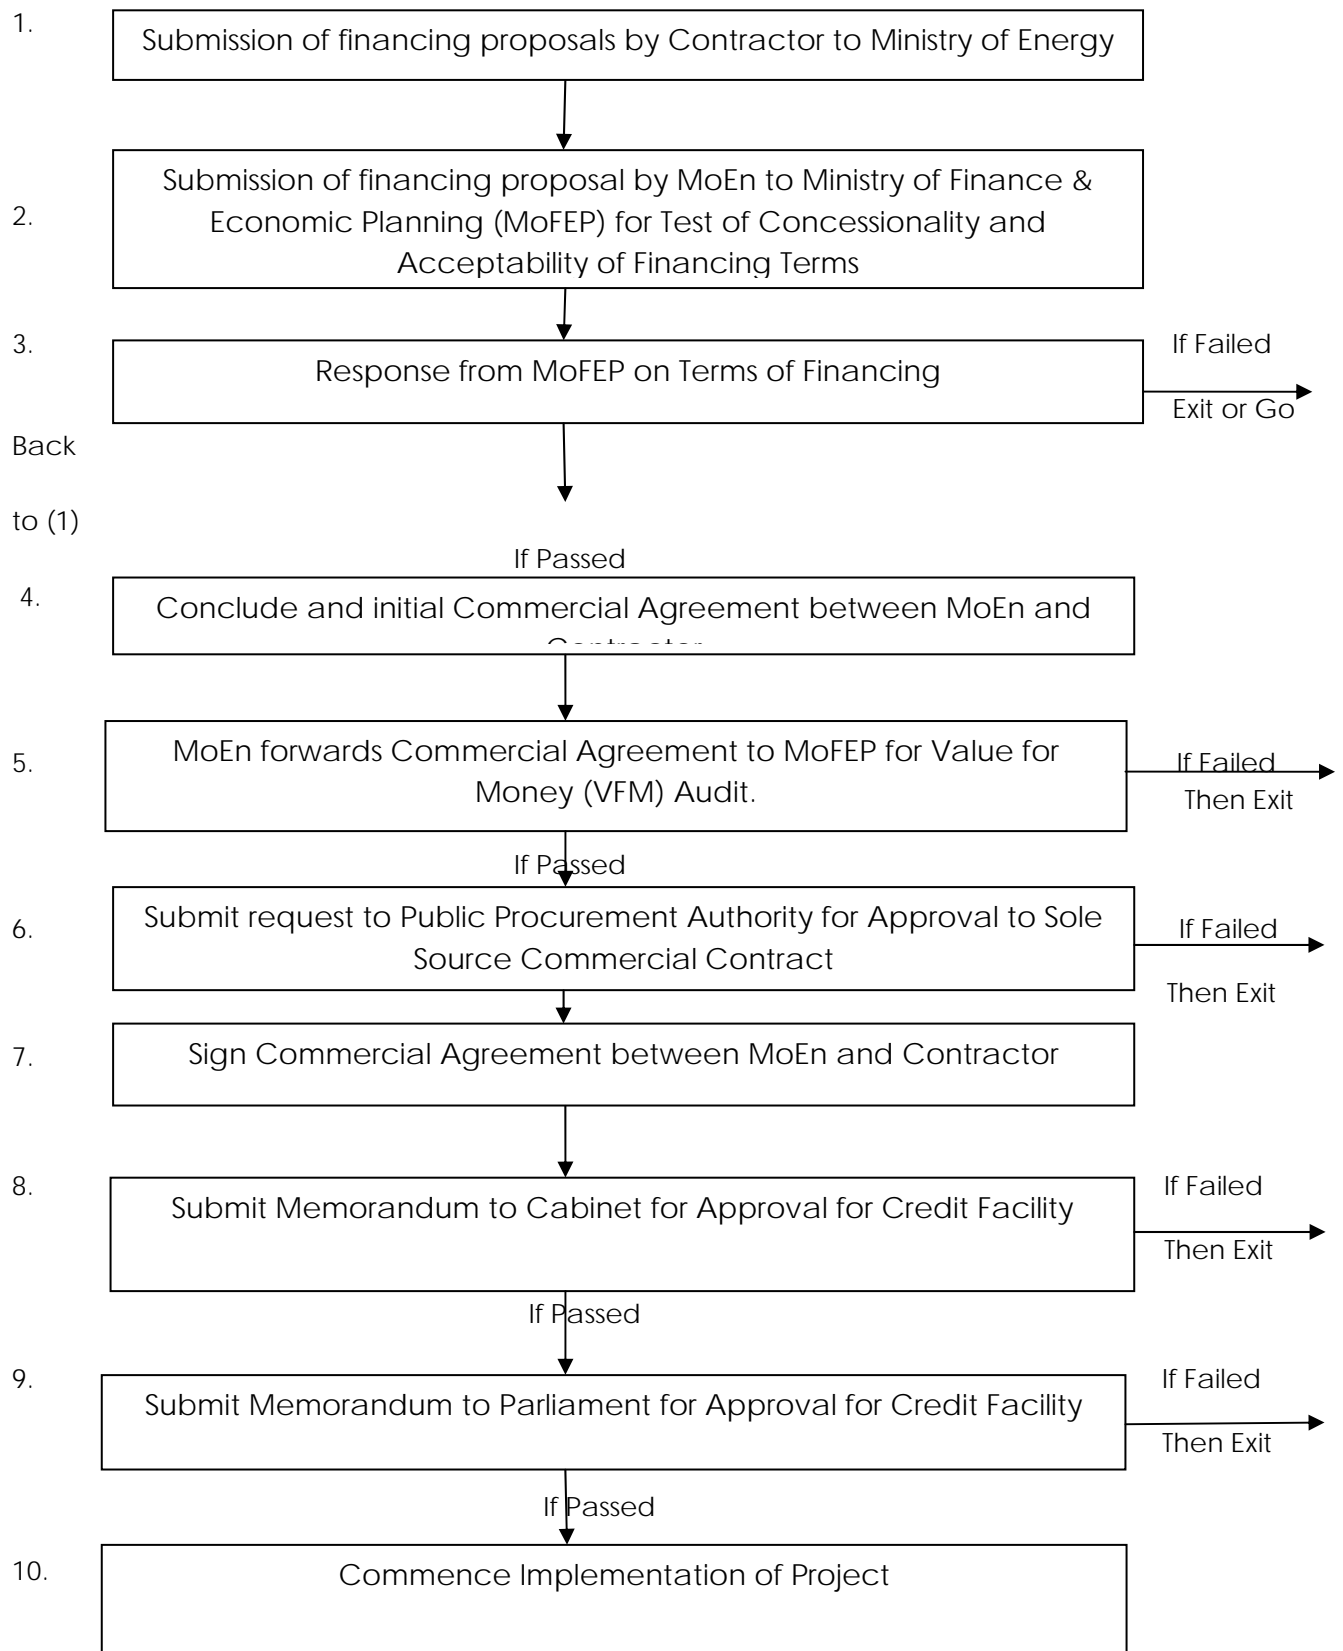 1.
Submission of financing proposals by Contractor to Ministry of Energy
2.
Submission of financing proposal by MoEn to Ministry of Finance &
Economic Planning (MoFEP) for Test of Concessionality and
Acceptability of Financing Terms
3.
Response from MoFEP on Terms of Financing
If Failed
Exit or Go
Back
to (1)
If Passed
4.
Conclude and initial Commercial Agreement between MoEn and
Contractor
5.
MoEn forwards Commercial Agreement to MoFEP for Value for
Money (VFM) Audit.
If Failed
Then Exit
If Passed
6.
Submit request to Public Procurement Authority for Approval to Sole
Source Commercial Contract
If Failed
Then Exit
7.
Sign Commercial Agreement between MoEn and Contractor
8.
Submit Memorandum to Cabinet for Approval for Credit Facility
If Failed
Then Exit
If Passed
9.
Submit Memorandum to Parliament for Approval for Credit Facility
If Failed
Then Exit
If Passed
10.
Commence Implementation of Project